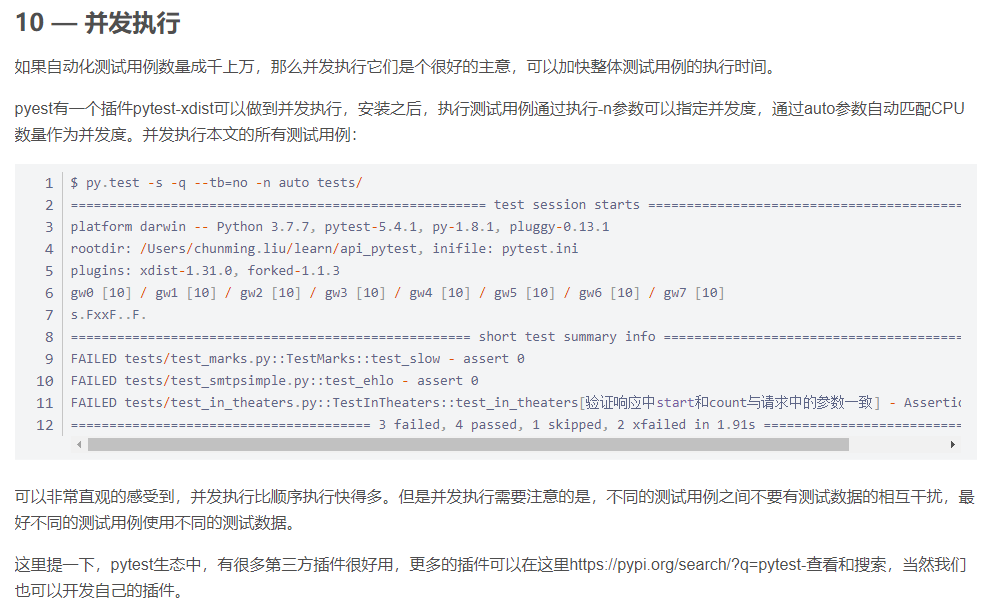 10 — 并发执行
如果自动化测试用例数量成千上万，那么并发执行它们是个很好的主意，可以加快整体测试用例的执行时间。
pyest有一个插件pytest-xdist可以做到并发执行，安装之后，执行测试用例通过执行-n参数可以指定并发度，通过auto参数自动匹配CPU
数量作为并发度。并发执行本文的所有测试用例：
1 $ py.test -s -q --tb=no -n auto tests/
2 ====================================================== test session starts =========================================
3 platform darwin -- Python 3.7.7, pytest-5.4.1, py-1.8.1, pluggy-0.13.1
4 rootdir: /Users/chunming.liu/learn/api_pytest, inifile: pytest.ini
5 plugins: xdist-1.31.0, forked-1.1.3
6 gw0 [10] / gw1 [10] / gw2 [10] / gw3 [10] / gw4 [10] / gw5 [10] / gw6 [10] / gw7 [10]
7 s.FxxF..F.
8 ==================================================== short test summary info =======================================
9 FAILED tests/test_marks.py::TestMarks::test_slow - assert 0
10 FAILED tests/test_smtpsimple.py::test_ehlo - assert 0
11 FAILED tests/test_in_theaters.py::TestInTheaters::test_in_theaters[验证响应中start和count与请求中的参数一致] - Asserti
12 ======================================= 3 failed, 4 passed, 1 skipped, 2 xfailed in 1.91s ==========================
可以非常直观的感受到，并发执行比顺序执行快得多。但是并发执行需要注意的是，不同的测试用例之间不要有测试数据的相互干扰，最
好不同的测试用例使用不同的测试数据。
这里提一下，pytest生态中，有很多第三方插件很好用，更多的插件可以在这里https://pypi.org/search/?q=pytest-查看和搜索，当然我们
也可以开发自己的插件。